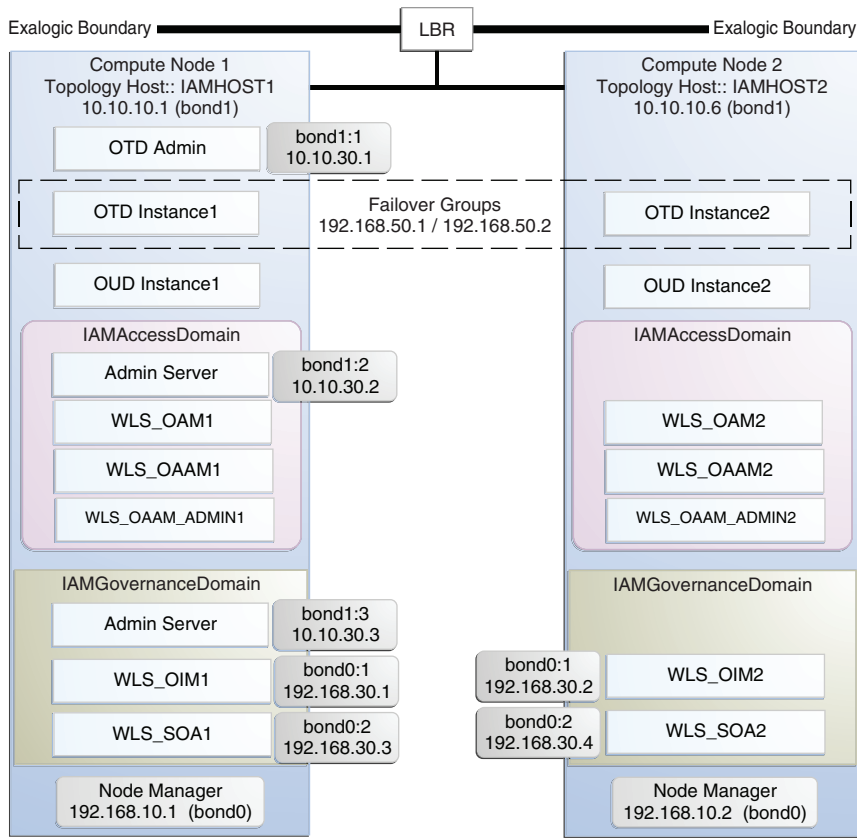 Exalogic Boundary
LBR
Exalogic Boundary
Compute Node 1
Topology Host:: IAMHOST1
10.10.10.1 (bond1)
OTD Admin
bond1:1
10.10.30.1
OTD Instance1
Failover Groups
192.168.50.1 / 192.168.50.2
OUD Instance1
IAMAccessDomain
Admin Server
bond1:2
10.10.30.2
WLS_OAM1
WLS_OAAM1
WLS_OAAM_ADMIN1
IAMGovernanceDomain
Admin Server
bond1:3
10.10.30.3
WLS_OIM1
bond0:1
192.168.30.1
WLS_SOA1
bond0:2
192.168.30.3
Node Manager
192.168.10.1 (bond0)
Compute Node 2
Topology Host:: IAMHOST2
10.10.10.6 (bond1)
OTD Instance2
OUD Instance2
IAMAccessDomain
WLS_OAM2
WLS_OAAM2
WLS_OAAM_ADMIN2
IAMGovernanceDomain
bond0:1
192.168.30.2
WLS_OIM2
bond0:2
192.168.30.4
WLS_SOA2
Node Manager
192.168.10.2 (bond0)